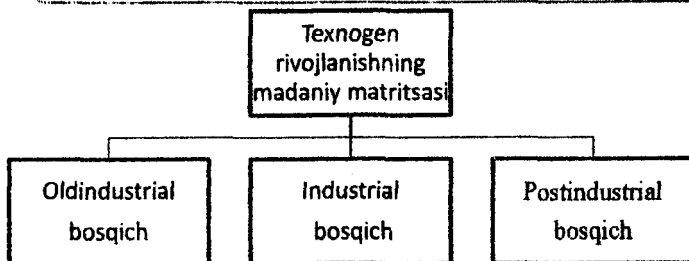 Texnogen
rivojlanishning
madaniy matritsasi
Oldindustrial
bosqich
Industrial
bosqich
Postindustrial
bosqich